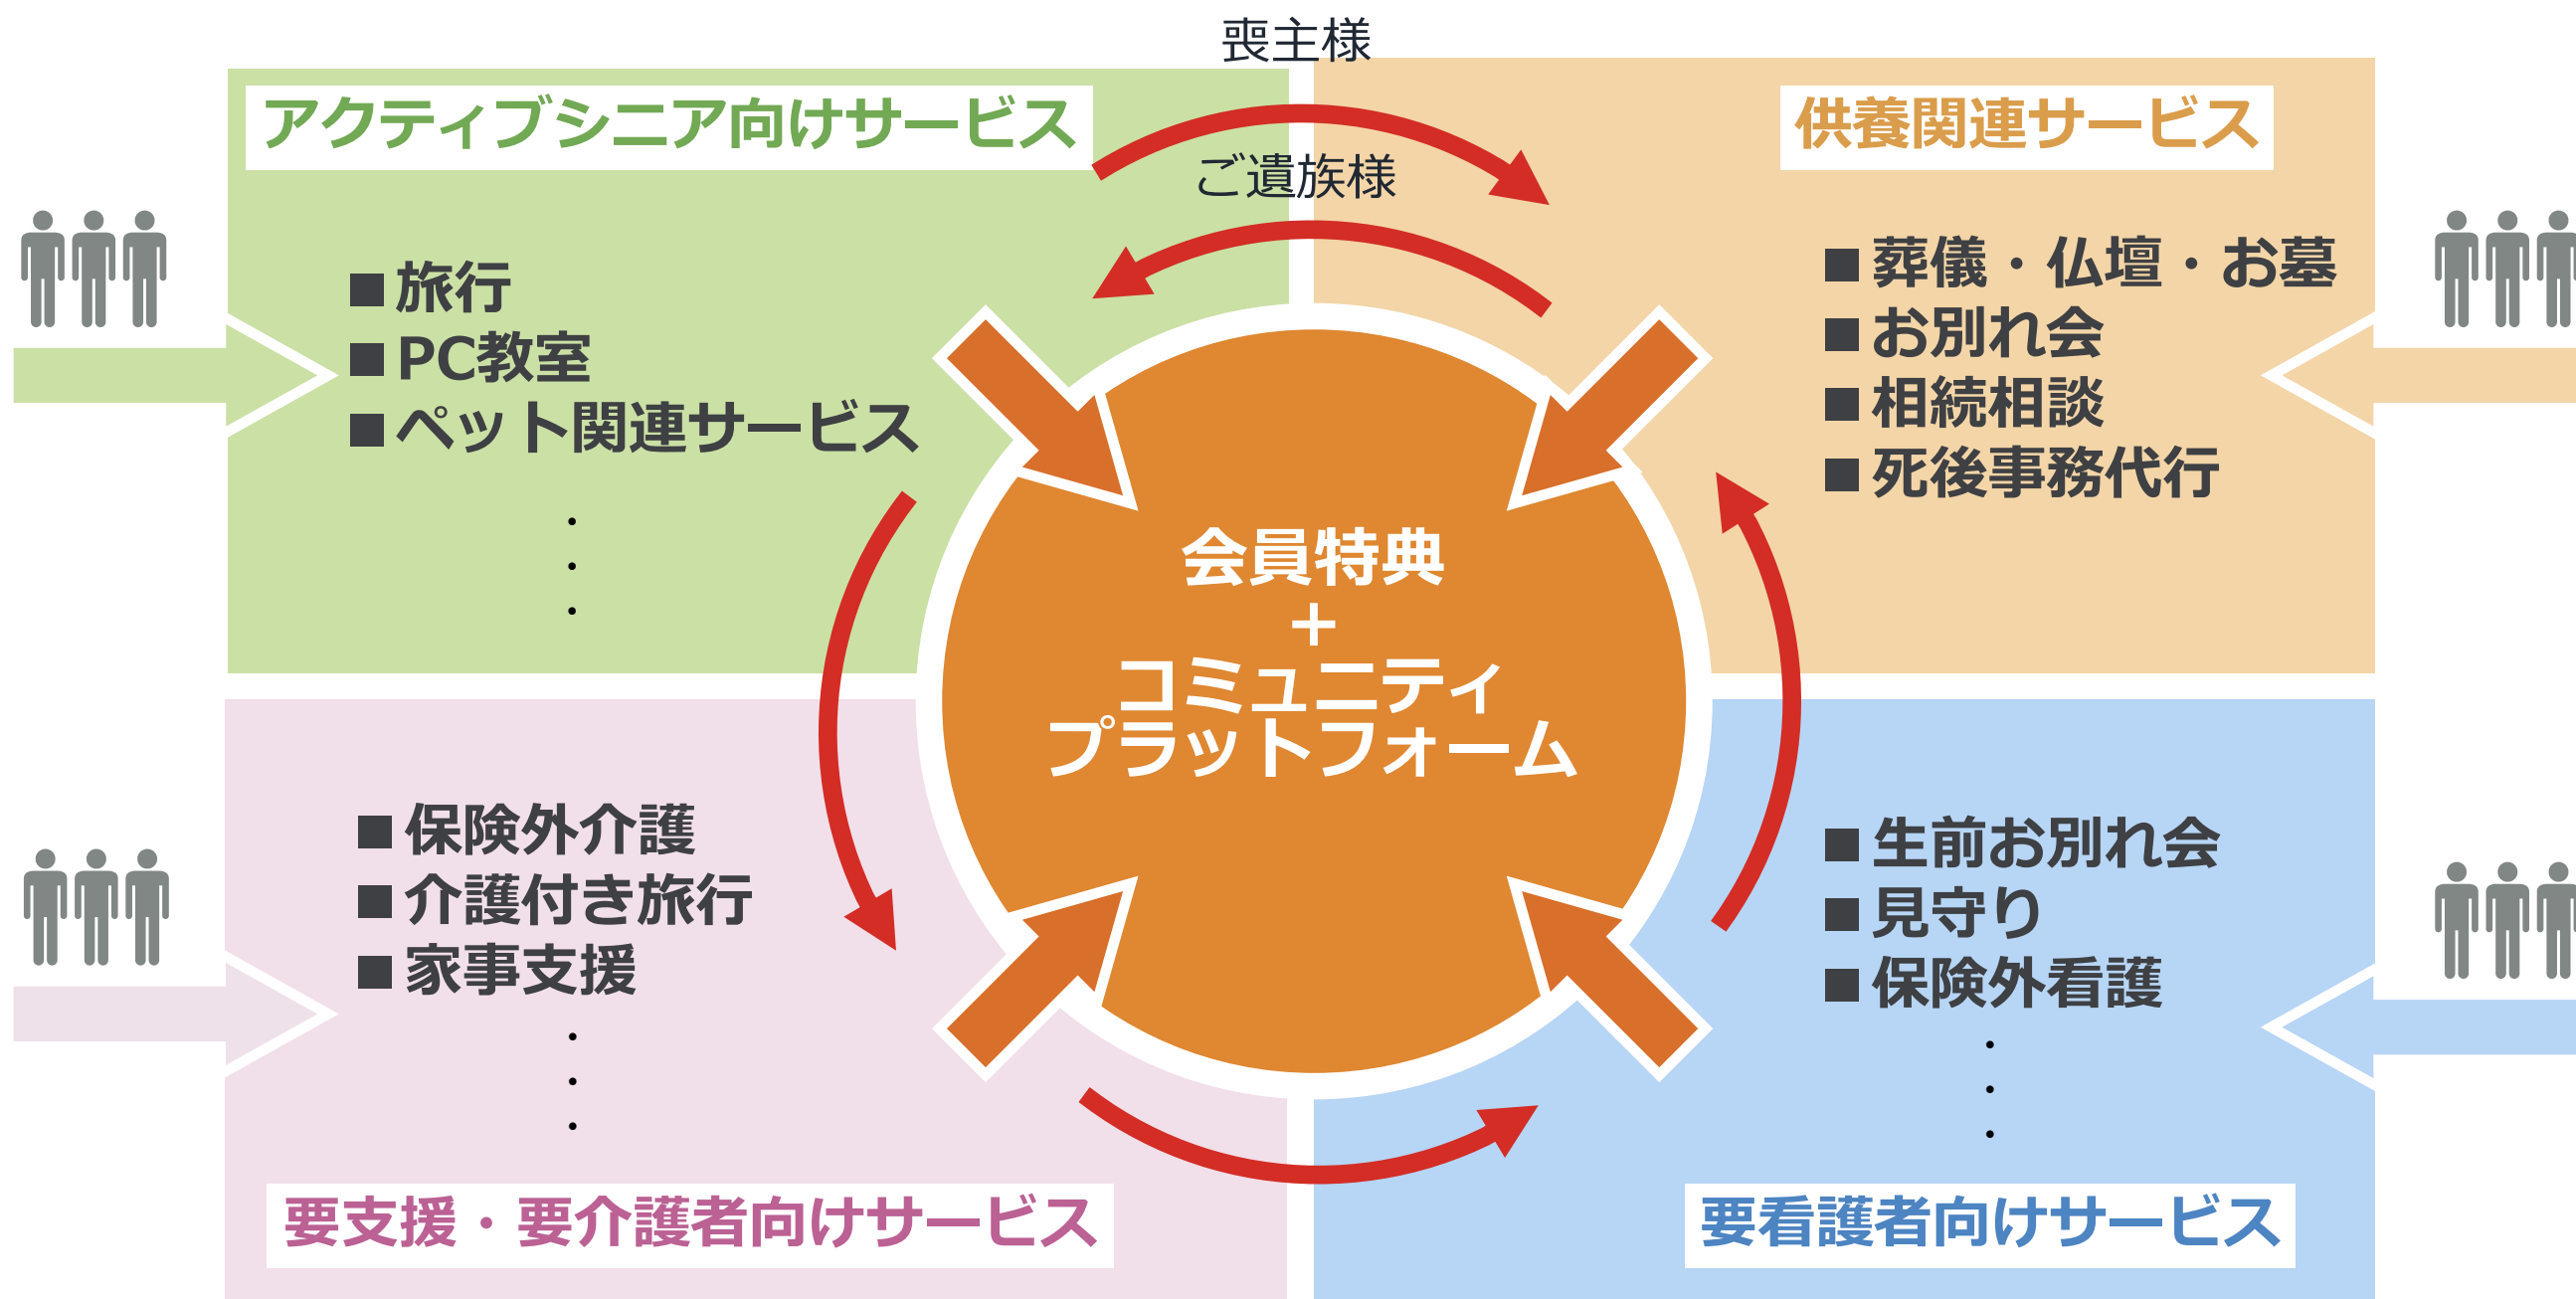 喪主様
アクティブシニア向けサービス
供養関連サービス
ご遺族様
■旅行
■PC教室
■ペット関連サービス
・
・
・
■葬儀・仏壇・お墓
■お別れ会
■相続相談
■死後事務代行
会員特典
+
コミュニティ
プラットフォーム
■保険外介護
■介護付き旅行
■家事支援
・
・
・
■生前お別れ会
■見守り
■保険外看護
・
・
・
要支援・要介護者向けサービス
要看護者向けサービス